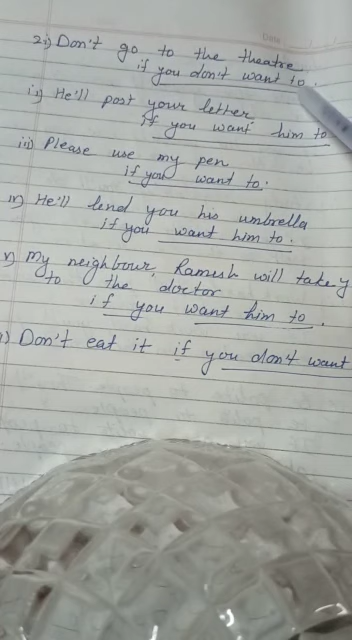 2.i) Don't go to the theatre
if you don't want to.
ii) He'll post your letter
if you want him to
iii) Please use my pen
if you want to.
iv) He'll lend you his umbrella
if you want him to.
v) My neighbour, Ramesh will take y
to the doctor
if you want him to.
) Don't eat it if you don't want